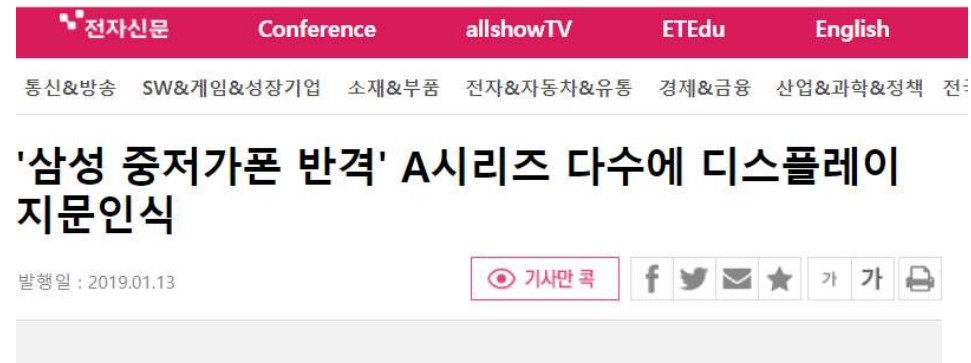 전자신문 Conference allshowTV ETEdu English
통신&방송 SW&게임&성장기업 소재&부품 전자&자동차&유통 경제&금융 산업&과학&정책
'삼성 중저가폰 반격' A시리즈 다수에 디스플레이
지문인식
발행일 : 2019.01.13 기사만 콕 f 가 가